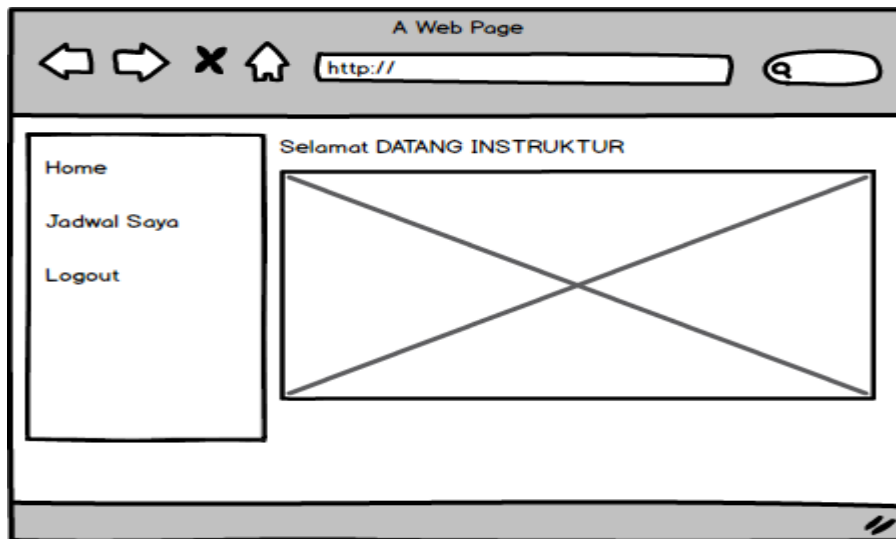 A Web Page
http://
Selamat DATANG INSTRUKTUR
Home
Jadwal Saya
Logout